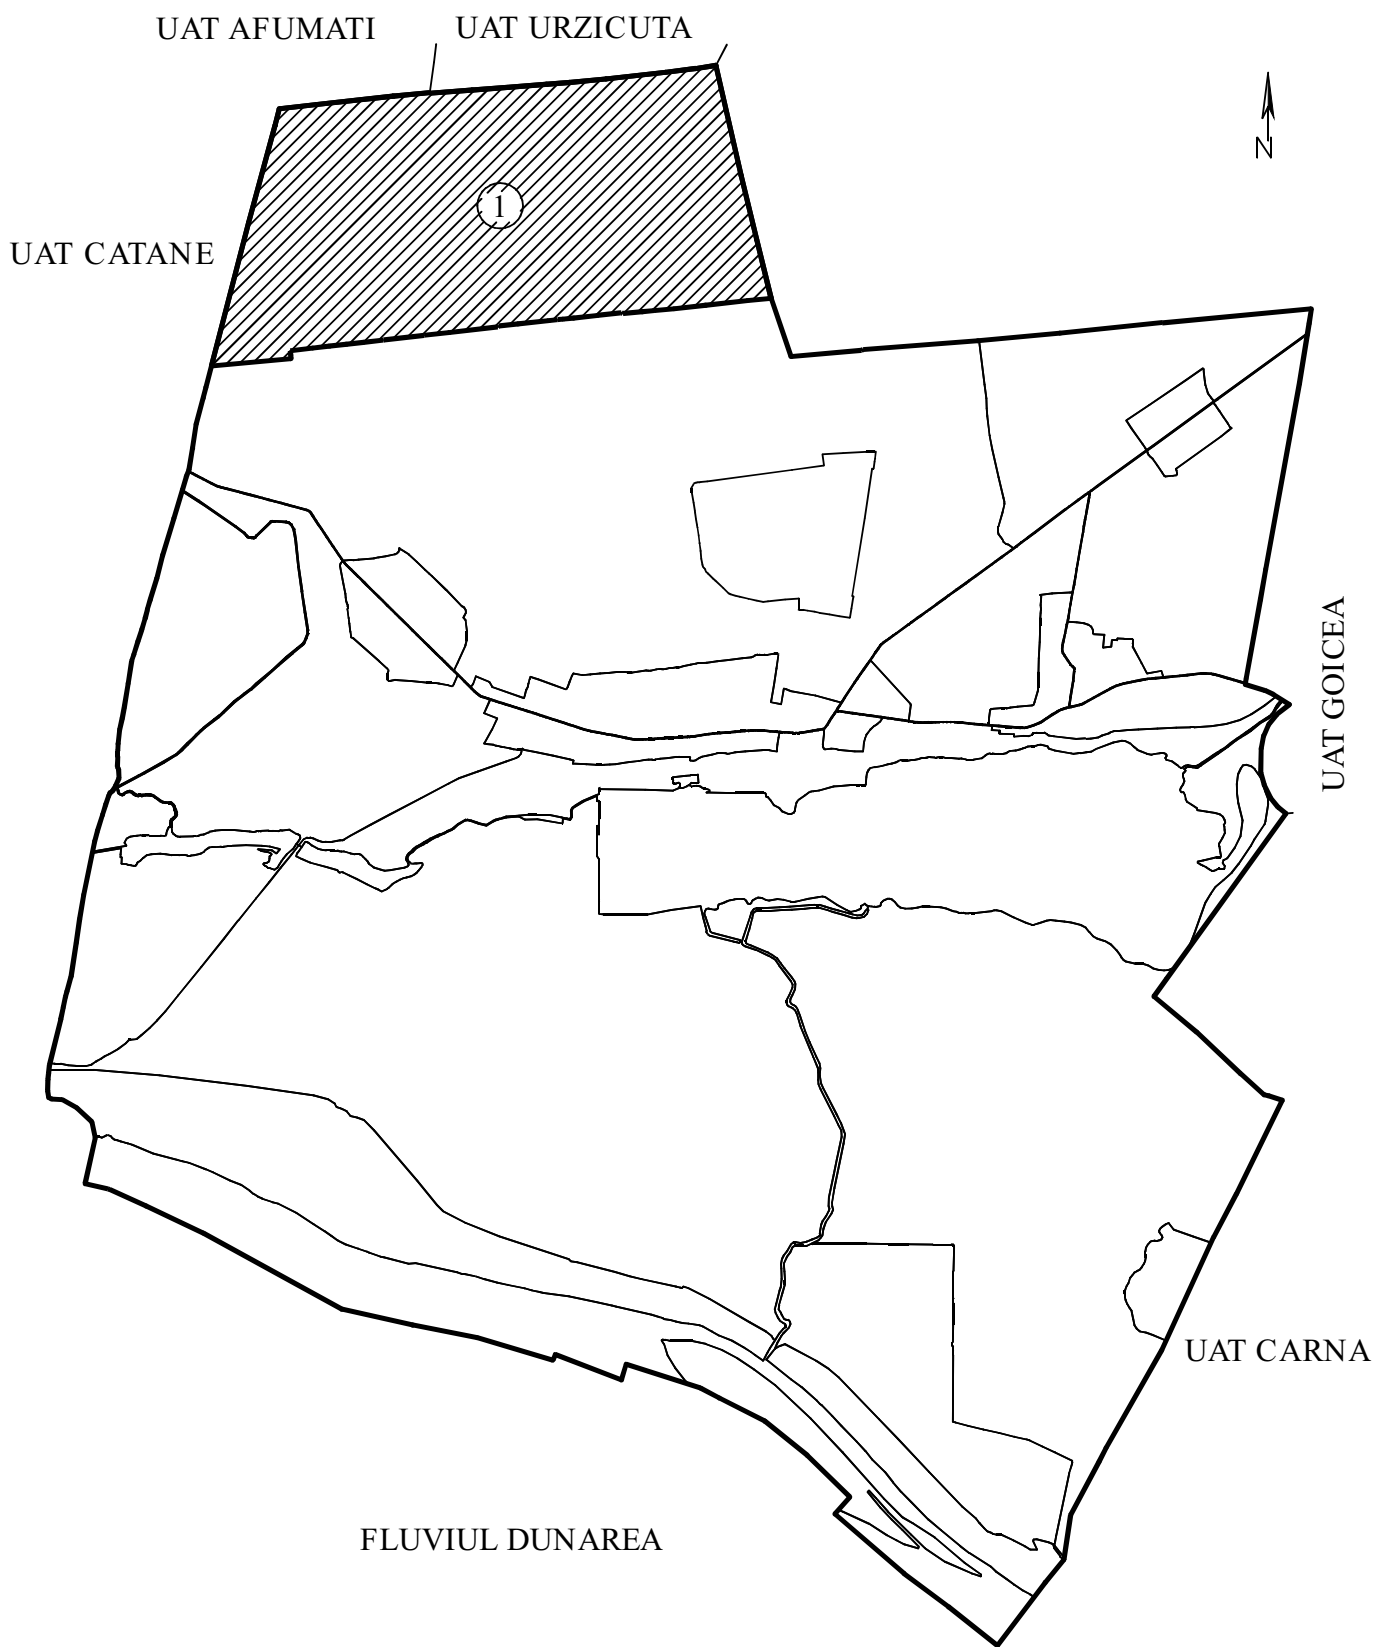 UAT AFUMATI
UAT URZICUTA
N
1
UAT CATANE
UAT GOICEA
UAT CARNA
FLUVIUL DUNAREA